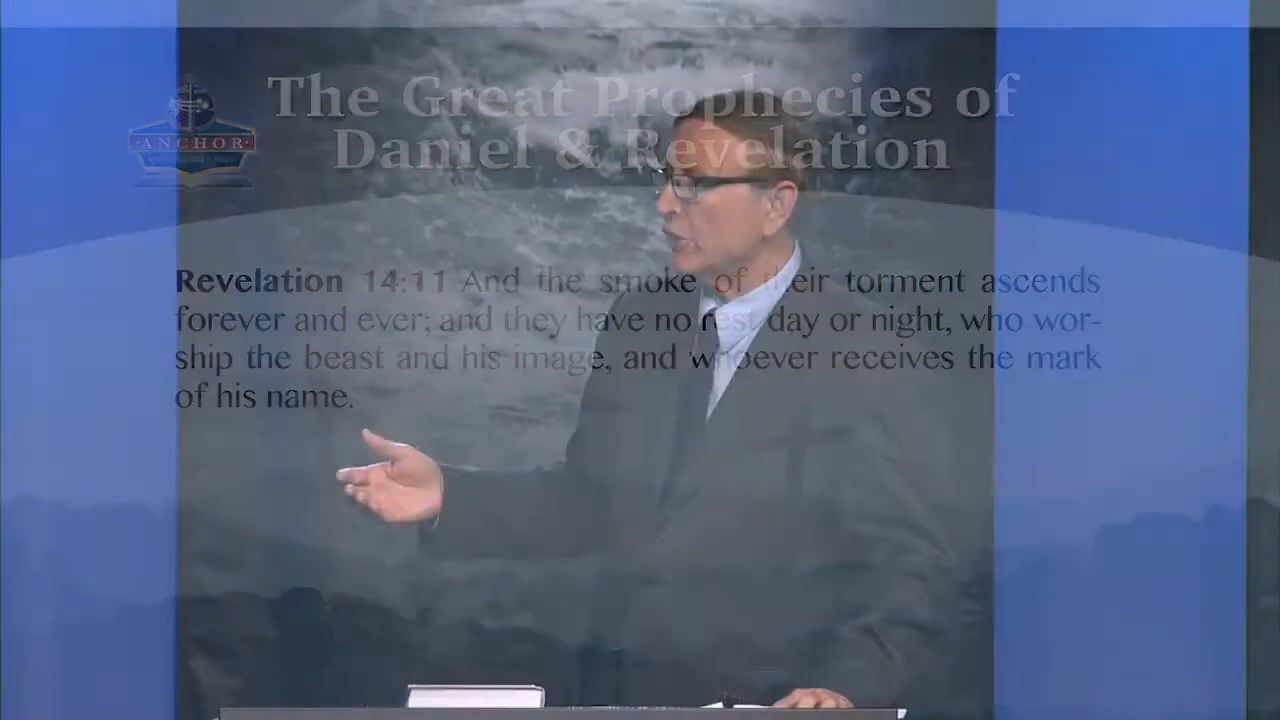 The Great Prophecies of
Daniel & Revelation
ANCHOR
Revelation 14:11 And the smoke of their torment ascends
forever and ever; and they have no rest day or night, who wor-
ship the beast and his image, and whoever receives the mark
of his name.